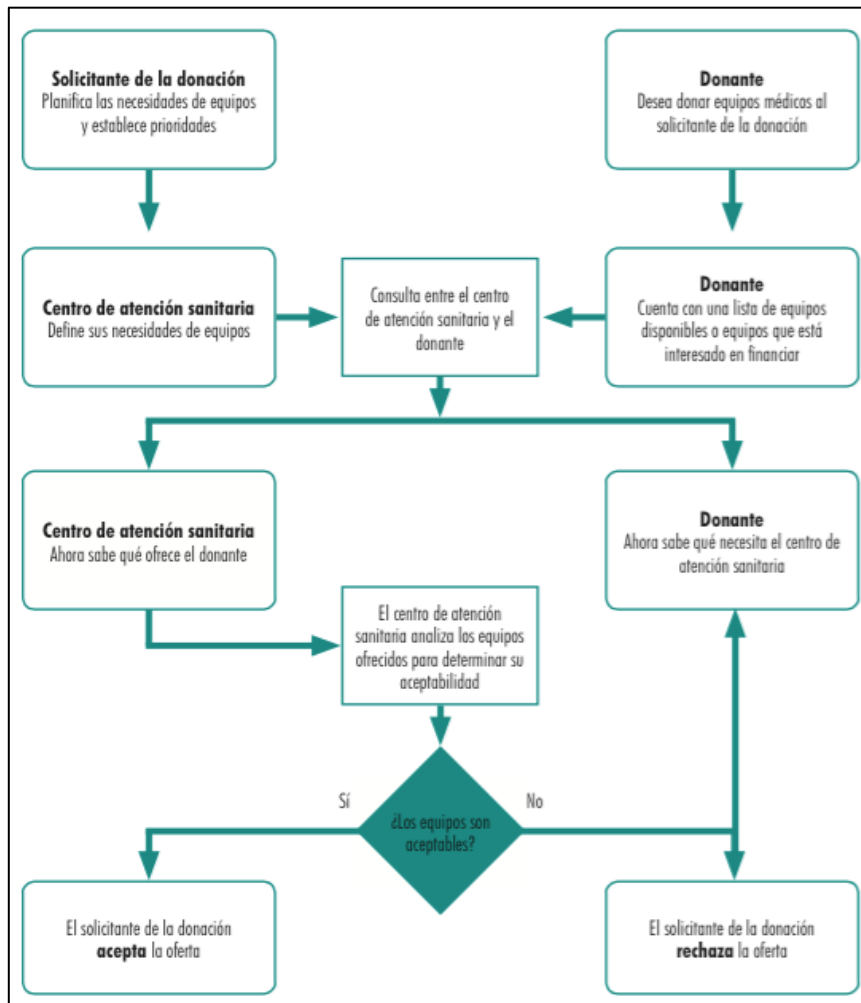 Solicitante de la donación
Planifica las necesidades de equipos
y establece prioridades
Donante
Desea donar equipos médicos al
solicitante de la donación
Centro de atención sanitaria
Define sus necesidades de equipos
Consulta entre el centro
de atención sanitaria y el
donante
Donante
Cuenta con una lista de equipos
disponibles o equipos que está
interesado en financiar
Centro de atención sanitaria
Ahora sabe qué ofrece el donante
Donante
Ahora sabe qué necesita el centro de
atención sanitaria
El centro de atención
sanitaria analiza los equipos
ofrecidos para determinar su
aceptabilidad
Sí
No
¿Los equipos son
aceptables?
El solicitante de la donación
acepta la oferta
El solicitante de la donación
rechaza la oferta